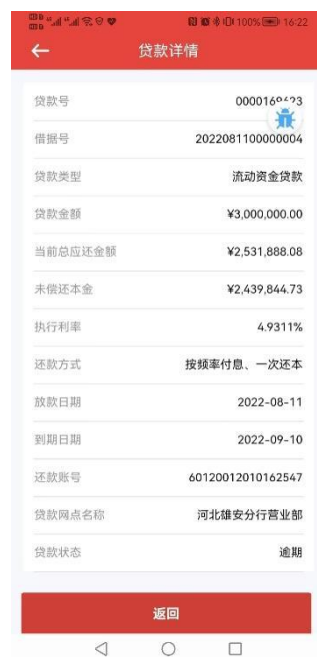 100% 16:22
贷款详情
贷款号
借据号 2022081100000004
贷款类型 流动资金贷款
贷款金额 ¥3,000,000.00
当前总应还金额 ¥2,531,888.08
未偿还本金 ¥2,439,844.73
执行利率 4.9311%
还款方式 按频率付息、一次还本
放款日期 2022-08-11
到期日期 2022-09-10
还款账号 60120012010162547
贷款网点名称 河北雄安分行营业部
贷款状态 逾期
返回